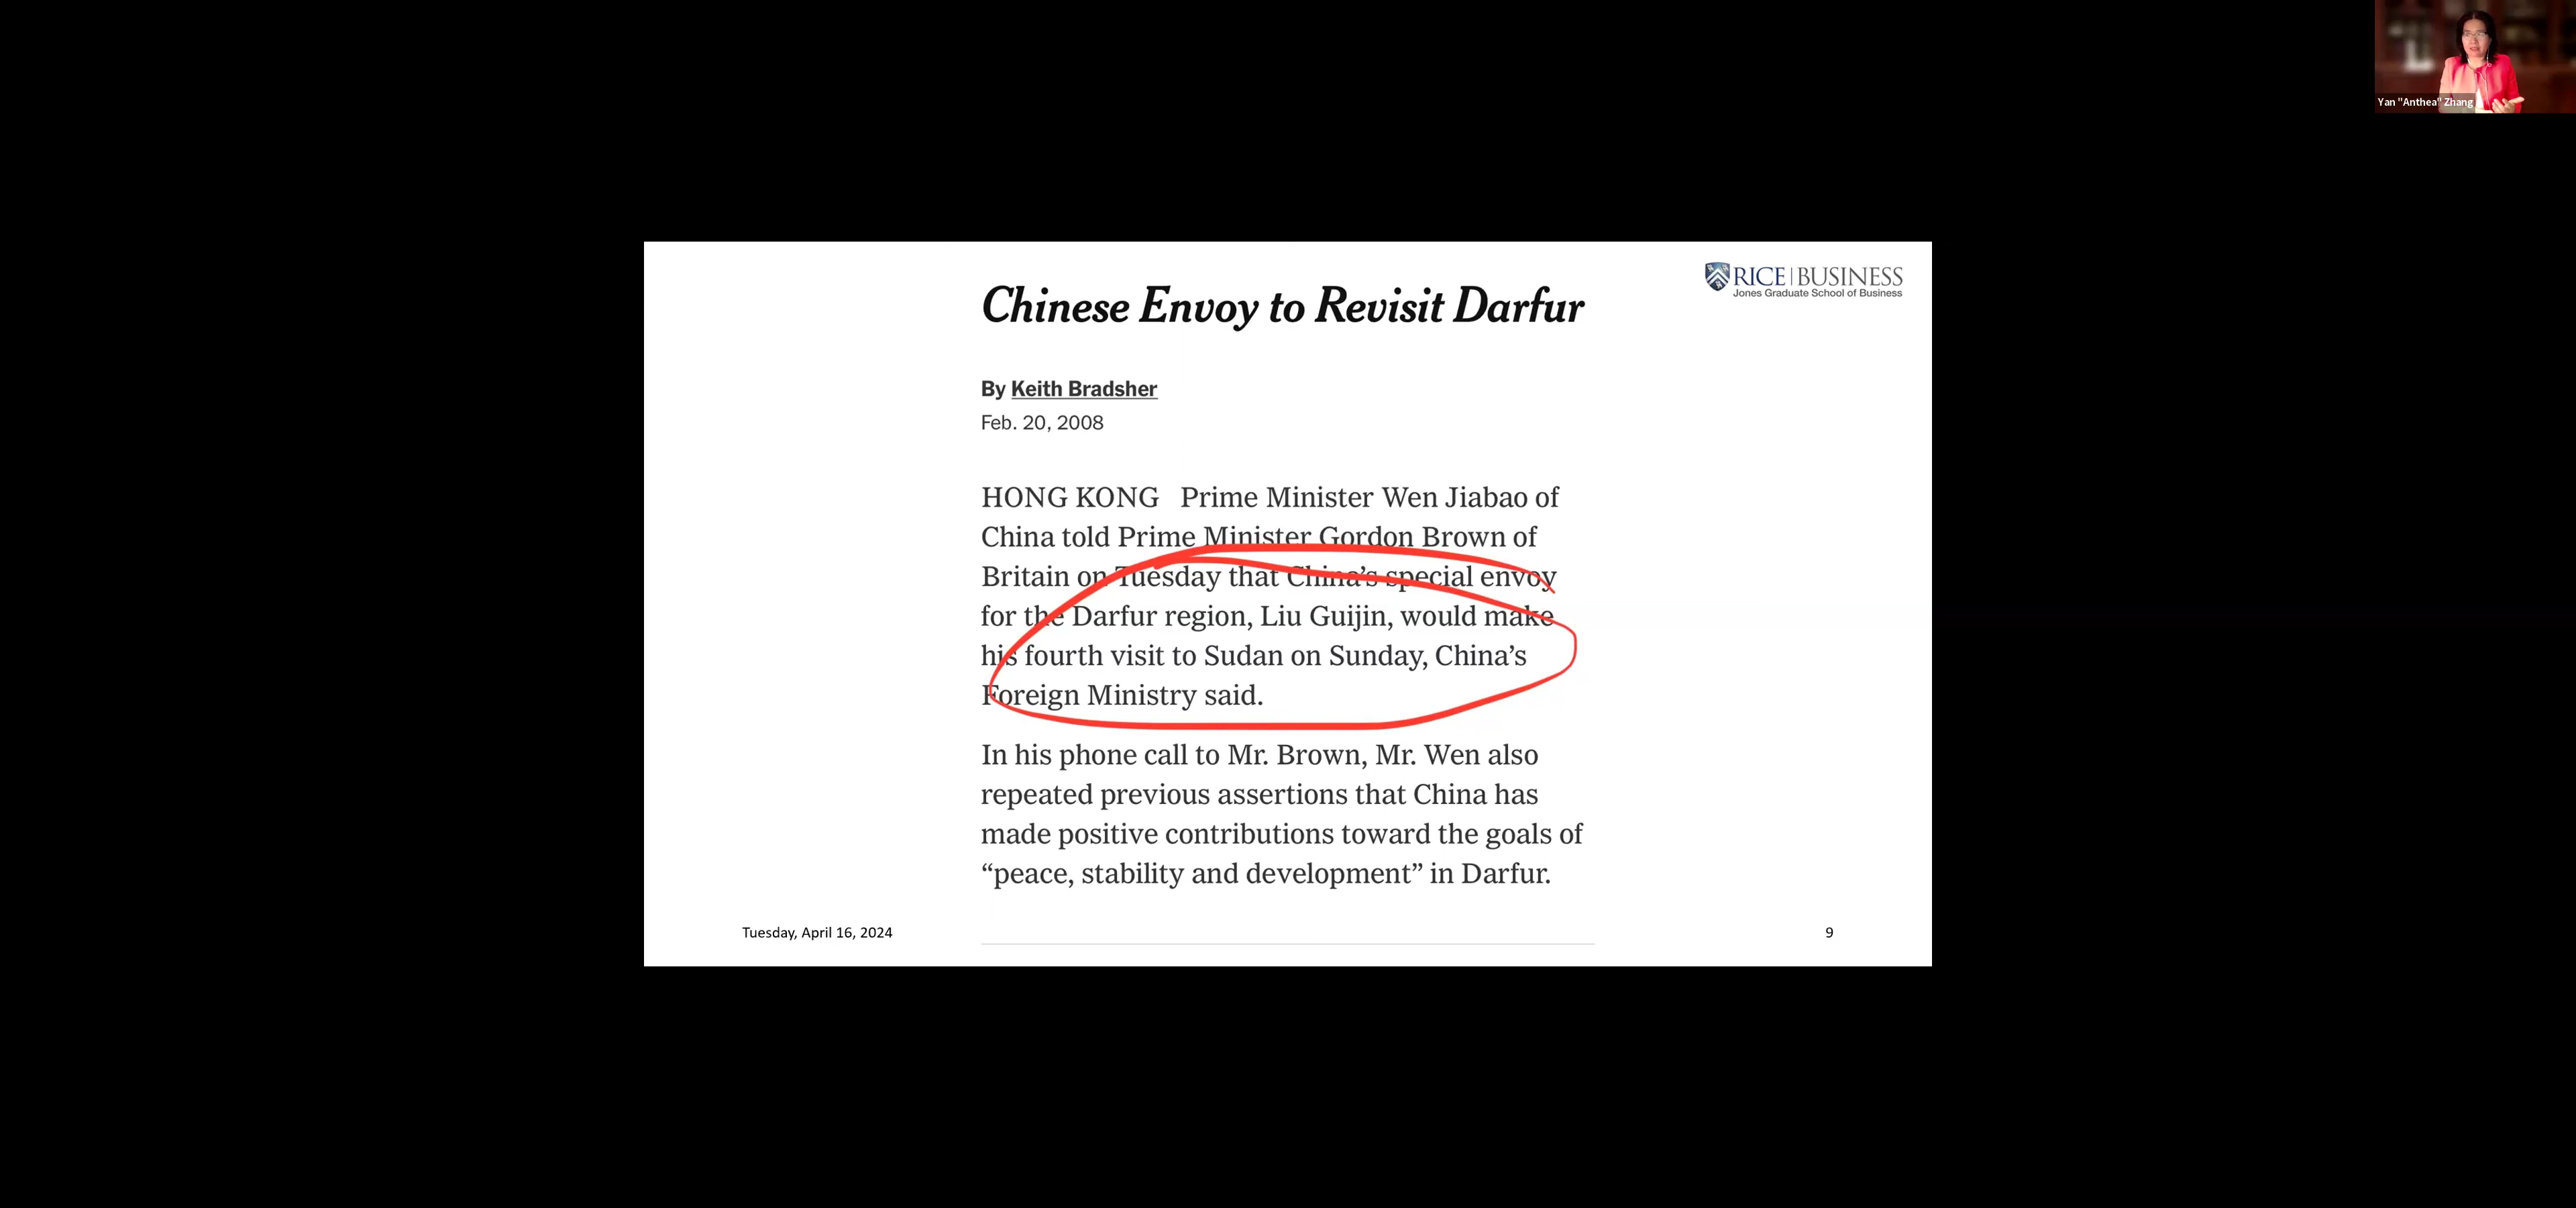 Yan "Anthea" Zhang
RICE | BUSINESS
Jones Graduate School of Business
Chinese Envoy to Revisit Darfur
By Keith Bradsher
Feb. 20, 2008
HONG KONG Prime Minister Wen Jiabao of
China told Prime Minister Gordon Brown of
Britain on Tuesday that China’s special envoy
for the Darfur region, Liu Guijin, would make
his fourth visit to Sudan on Sunday, China’s
Foreign Ministry said.
In his phone call to Mr. Brown, Mr. Wen also
repeated previous assertions that China has
made positive contributions toward the goals of
“peace, stability and development” in Darfur.
Tuesday, April 16, 2024
9